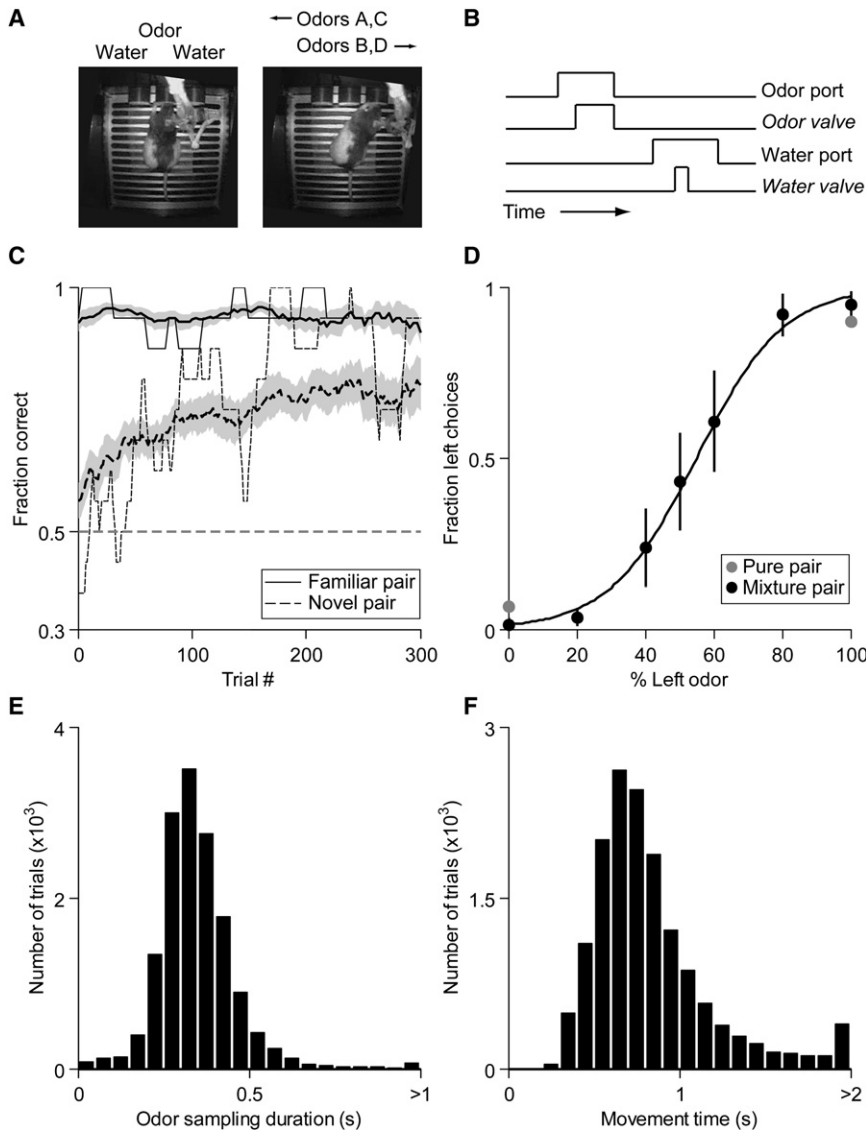 A
Odor
Water Water
Odors A,C
Odors B,D
B
Odor port
Odor valve
Water port
Water valve
Time
C
1
0.5
0.3
Fraction correct
0 100 200 300
Trial #
Familiar pair
Novel pair
D
1
0.5
0
Fraction left choices
0 20 40 60 80 100
% Left odor
Pure pair
Mixture pair
E
4
2
0
Number of trials (x10³)
0 0.5 >1
Odor sampling duration (s)
F
3
1.5
0
Number of trials (x10³)
0 1 >2
Movement time (s)